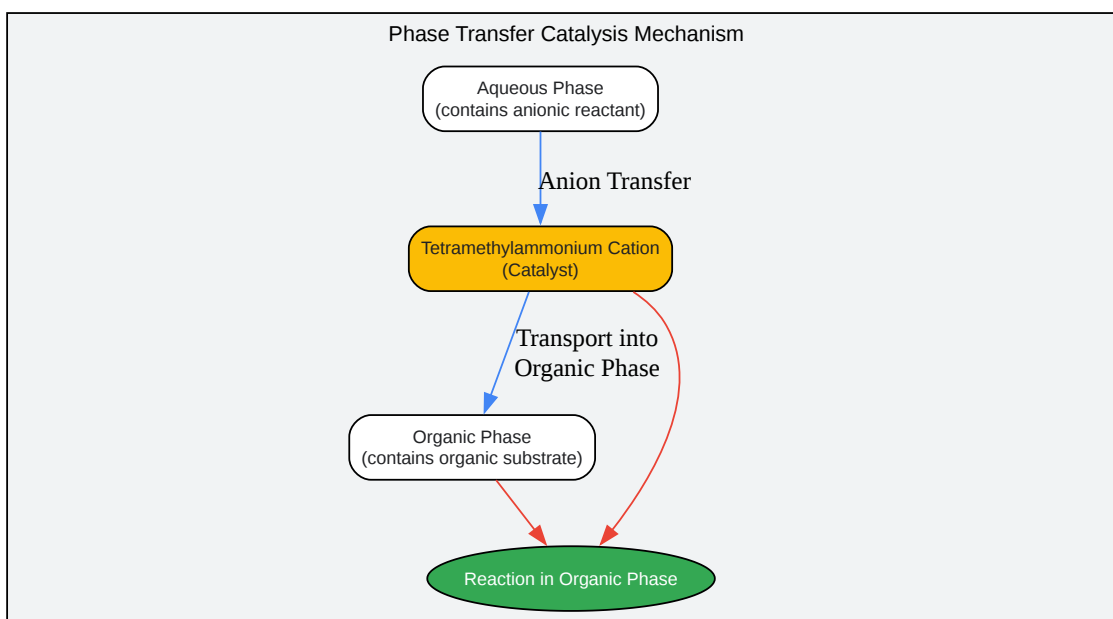 Phase Transfer Catalysis Mechanism
Aqueous Phase
(contains anionic reactant)
Anion Transfer
Tetramethylammonium Cation
(Catalyst)
Transport into
Organic Phase
Organic Phase
(contains organic substrate)
Reaction in Organic Phase